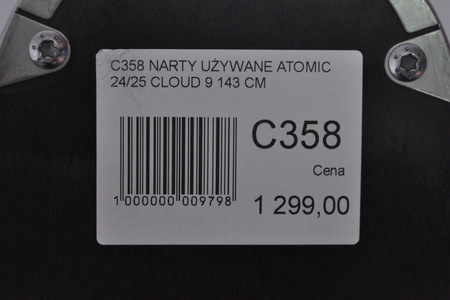 C358 NARTY UŻYWANE ATOMIC
24/25 CLOUD 9 143 CM
C358
Cena
1 000000 009798
1 299,00